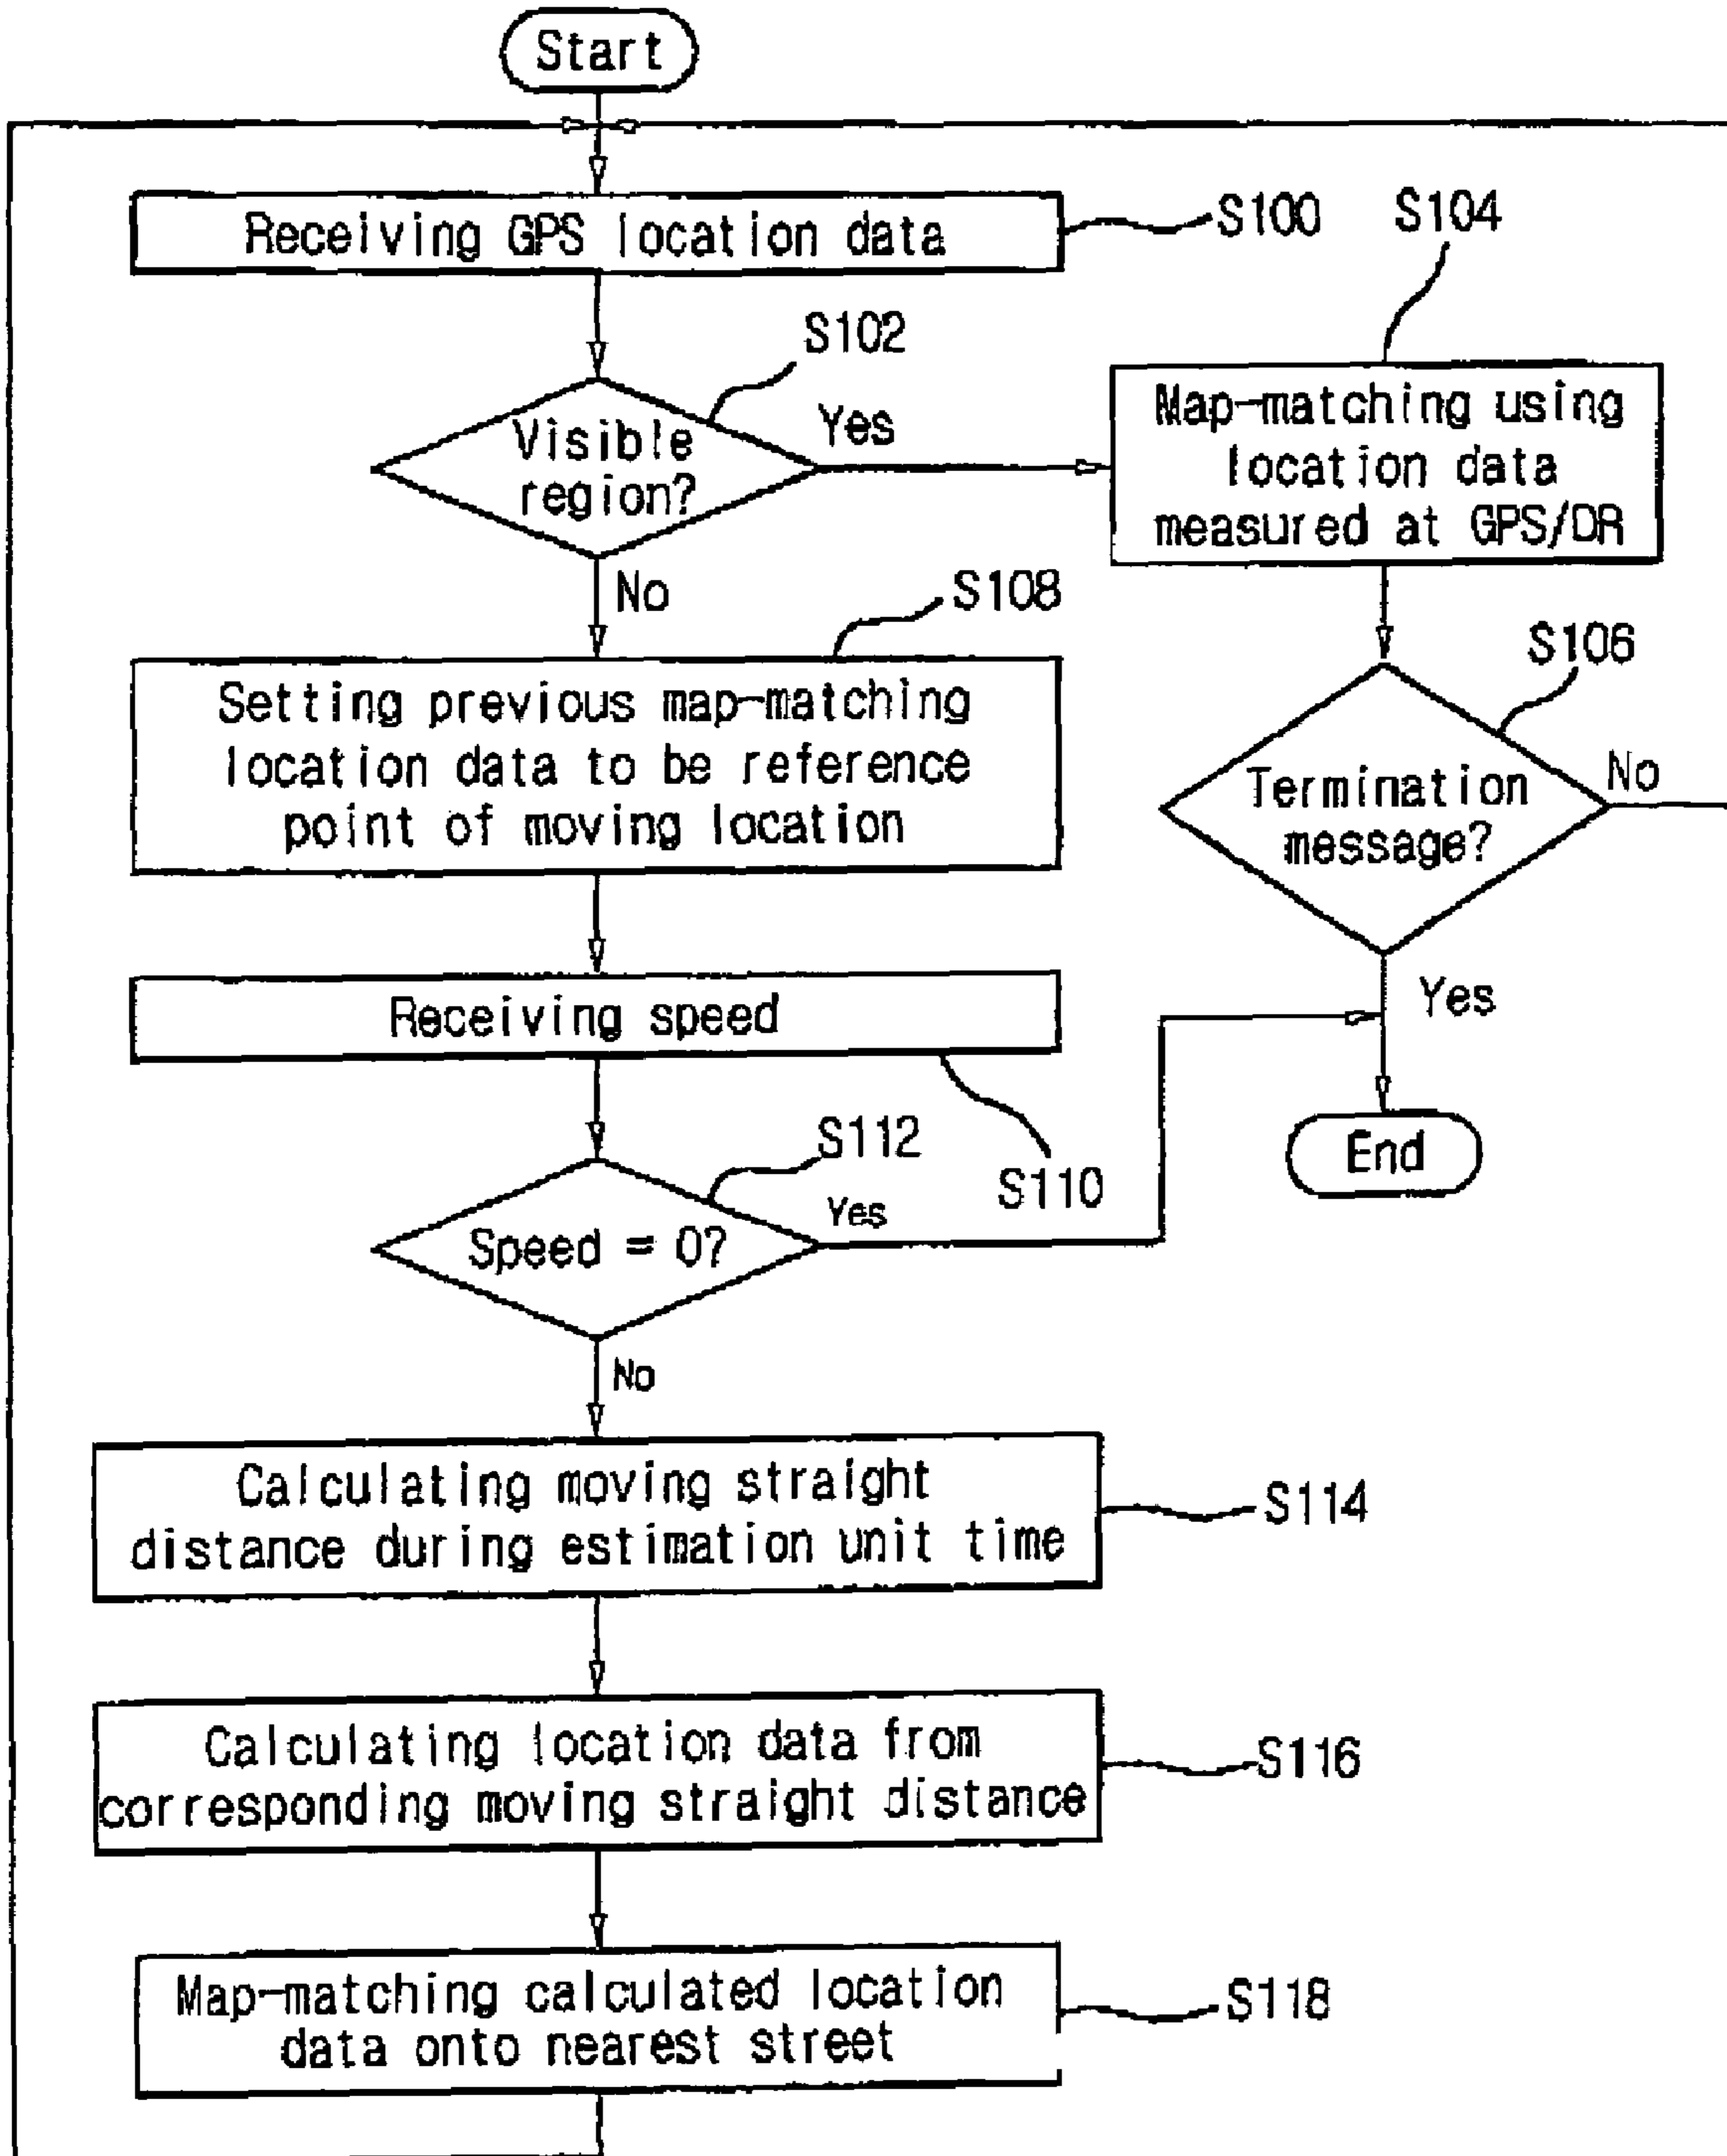 Start
Receiving GPS location data
S100
S104
S102
Visible
region?
Yes
Map-matching using
location data
measured at GPS/DR
No
S108
Setting previous map-matching
location data to be reference
point of moving location
S106
Termination
message?
No
Yes
Receiving speed
S110
S112
Speed = 0?
Yes
End
No
Calculating moving straight
distance during estimation unit time
S114
Calculating location data from
corresponding moving straight distance
S116
Map-matching calculated location
data onto nearest street
S118